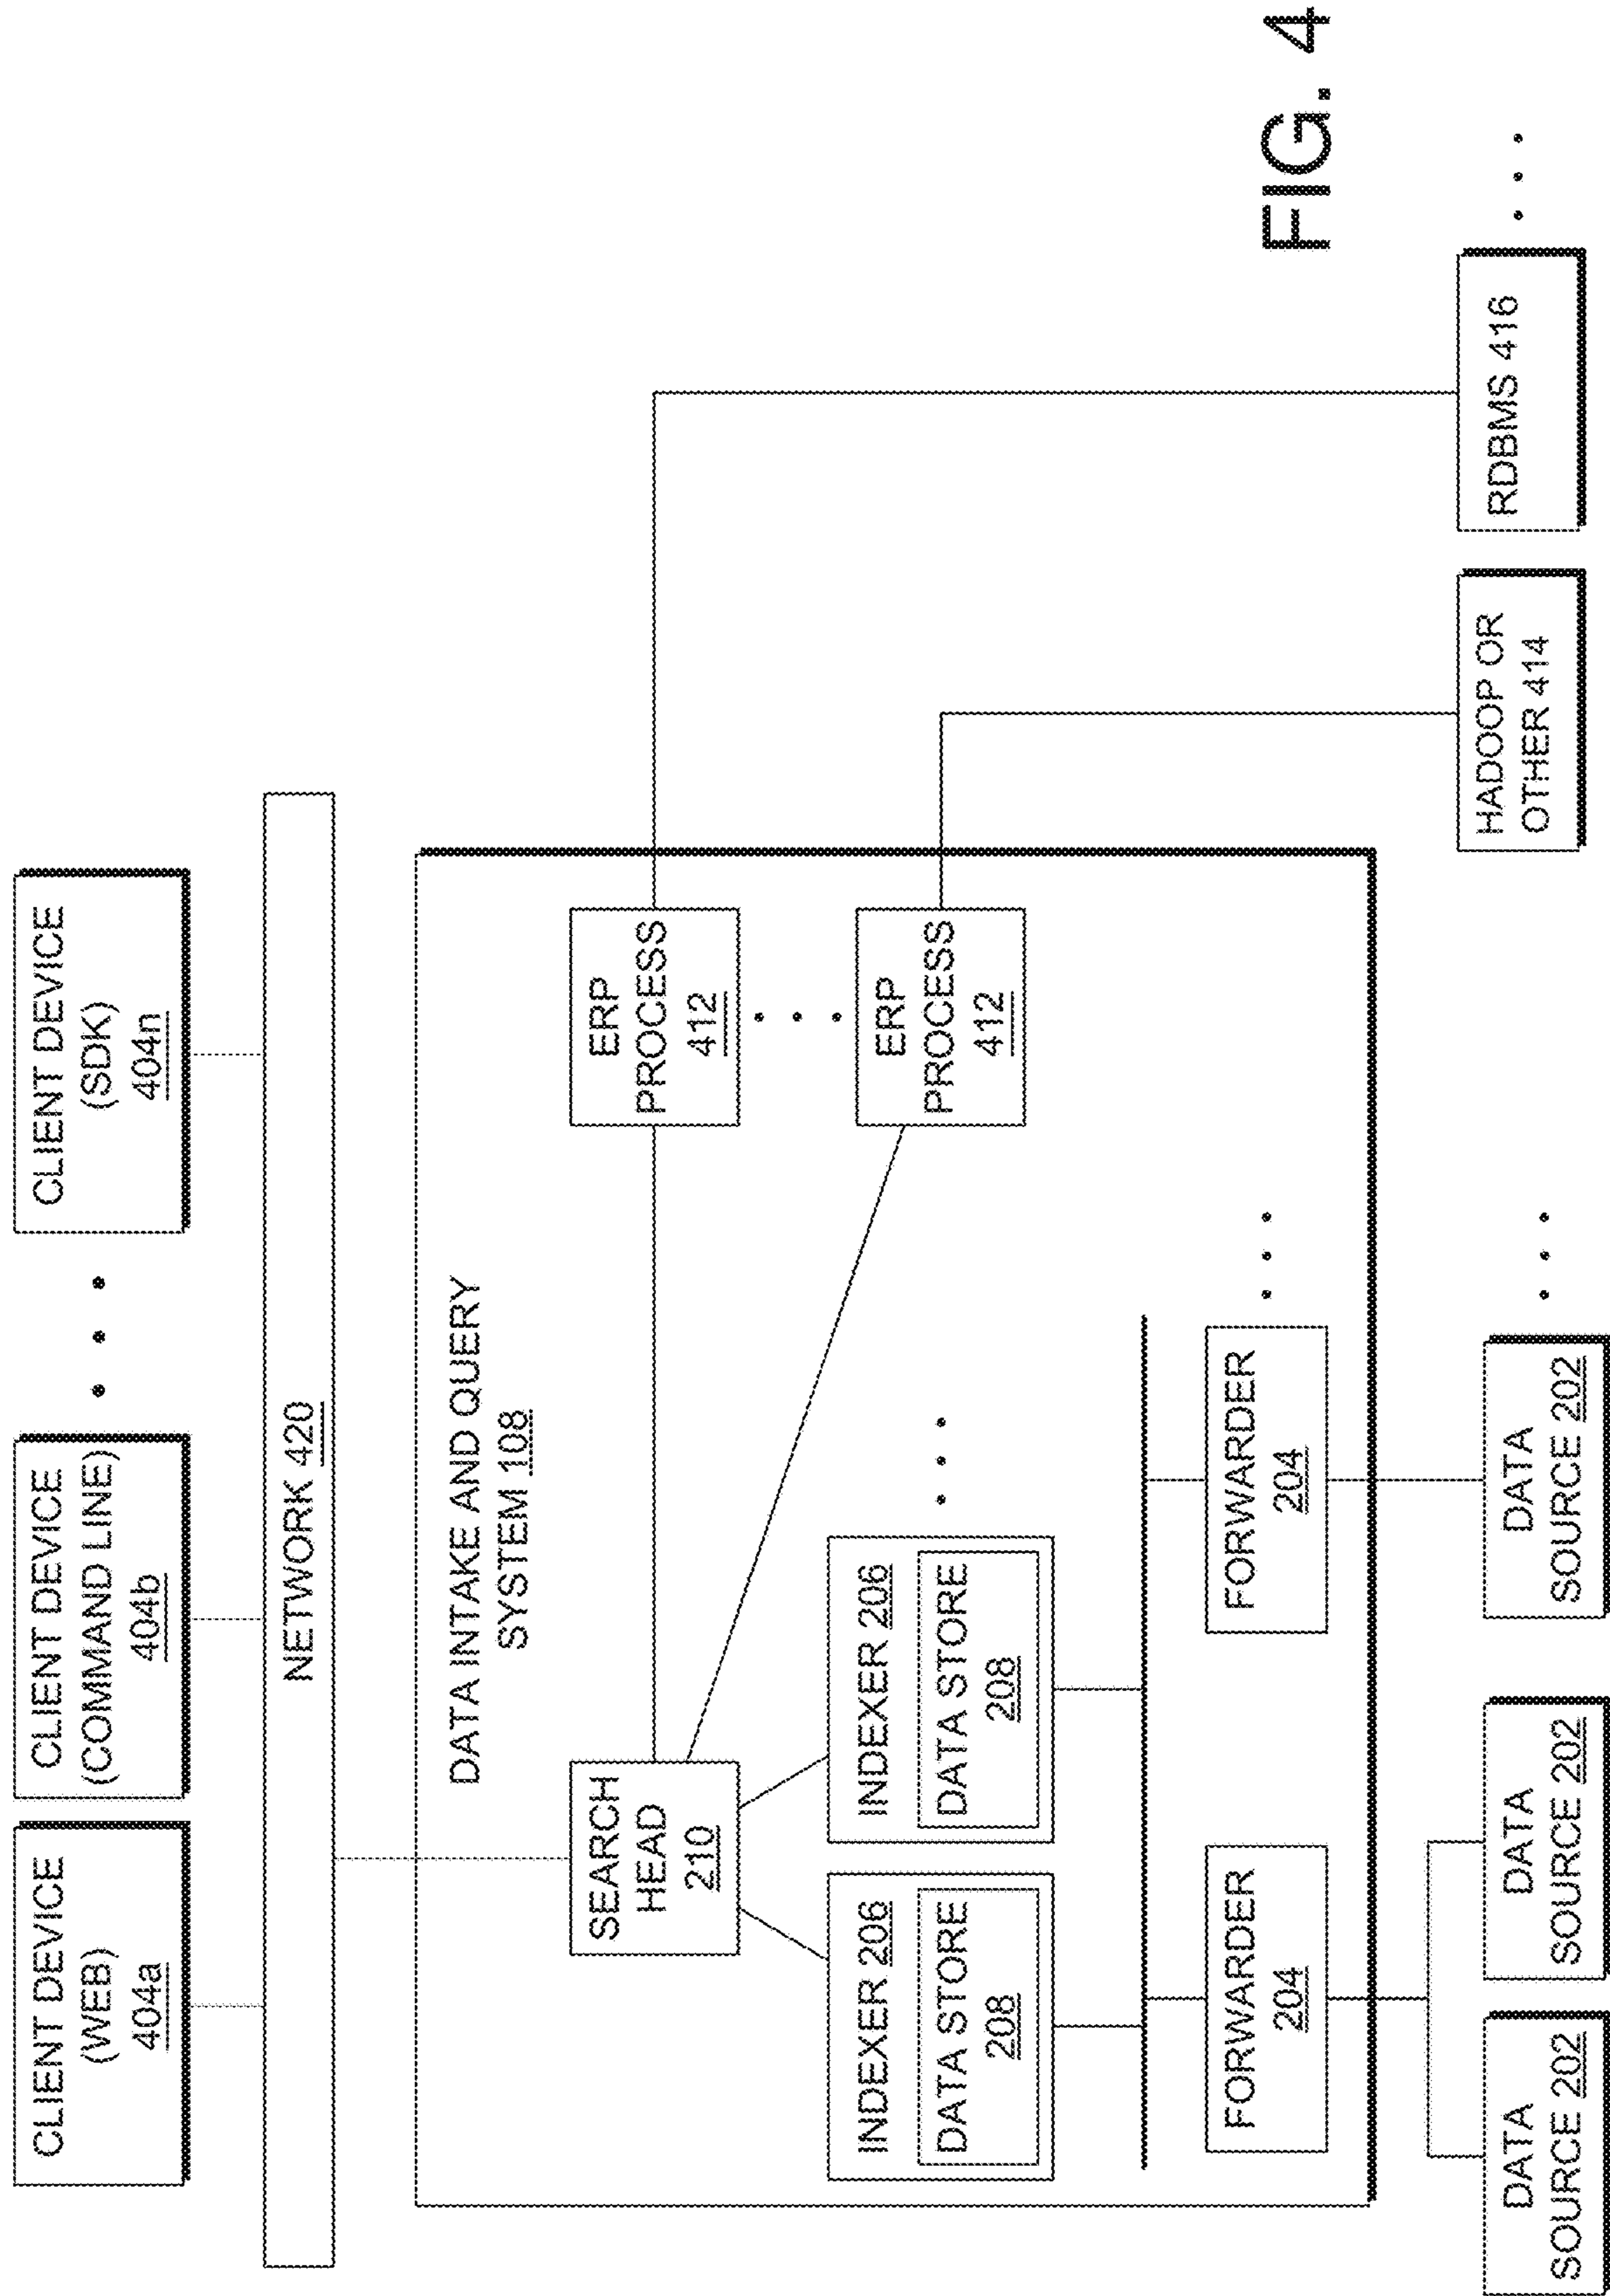 CLIENT DEVICE
(WEB)
404a
CLIENT DEVICE
(COMMAND LINE)
404b
CLIENT DEVICE
(SDK)
404n
NETWORK 420
DATA INTAKE AND QUERY
SYSTEM 108
SEARCH
HEAD
210
ERP
PROCESS
412
INDEXER 206
DATA STORE
208
INDEXER 206
DATA STORE
208
ERP
PROCESS
412
FORWARDER
204
FORWARDER
204
DATA
SOURCE 202
DATA
SOURCE 202
DATA
SOURCE 202
HADOOP OR
OTHER 414
RDBMS 416
FIG. 4